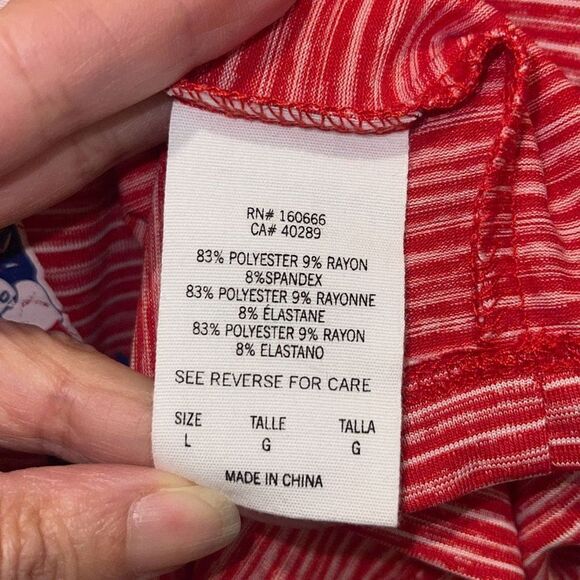 RN# 160666
CA# 40289
83% POLYESTER 9% RAYON
8%SPANDEX
83% POLYESTER 9% RAYONNE
8% ÉLASTANE
83% POLYESTER 9% RAYON
8% ELASTANO
SEE REVERSE FOR CARE
SIZE TALLE TALLA
L G G
MADE IN CHINA